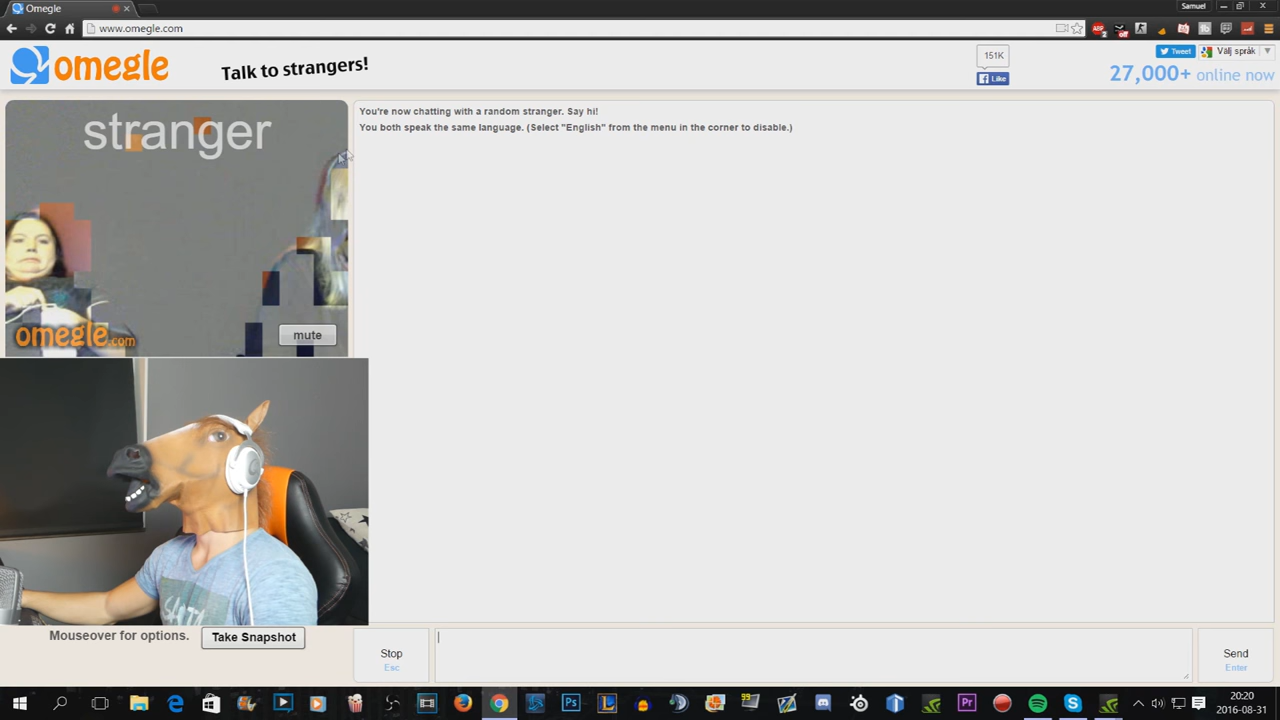 Omegle
Samuel
www.omegle.com
omegle
Talk to strangers!
151K
Like
Tweet
Välj språk
27,000+ online now
stranger
You're now chatting with a random stranger. Say hi!
You both speak the same language. (Select "English" from the menu in the corner to disable.)
omegle.com
mute
Mouseover for options.
Take Snapshot
Stop
Esc
Send
Enter
20:20
2016-08-31